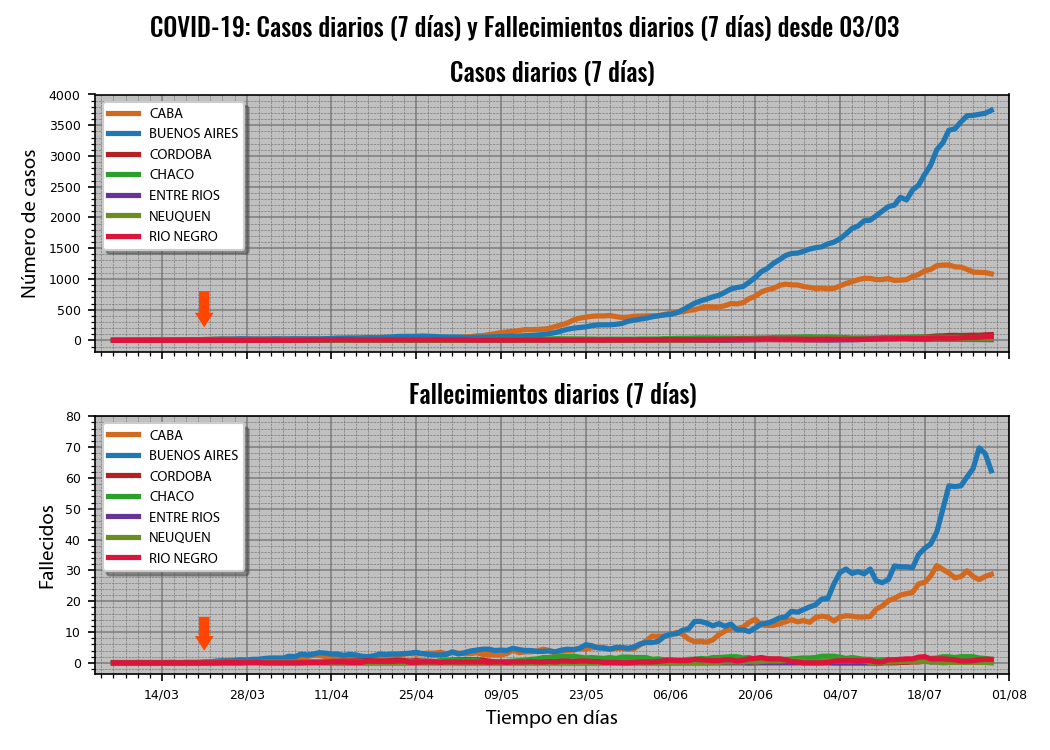 COVID-19: Casos diarios (7 días) y Fallecimientos diarios (7 días) desde 03/03
Casos diarios (7 días)
4000
3500
3000
2500
2000
1500
1000
500
0
Número de casos
CABA
BUENOS AIRES
CORDOBA
CHACO
ENTRE RIOS
NEUQUEN
RIO NEGRO
Fallecimientos diarios (7 días)
80
70
60
50
40
30
20
10
0
Fallecidos
CABA
BUENOS AIRES
CORDOBA
CHACO
ENTRE RIOS
NEUQUEN
RIO NEGRO
14/03 28/03 11/04 25/04 09/05 23/05 06/06 20/06 04/07 18/07 01/08
Tiempo en días